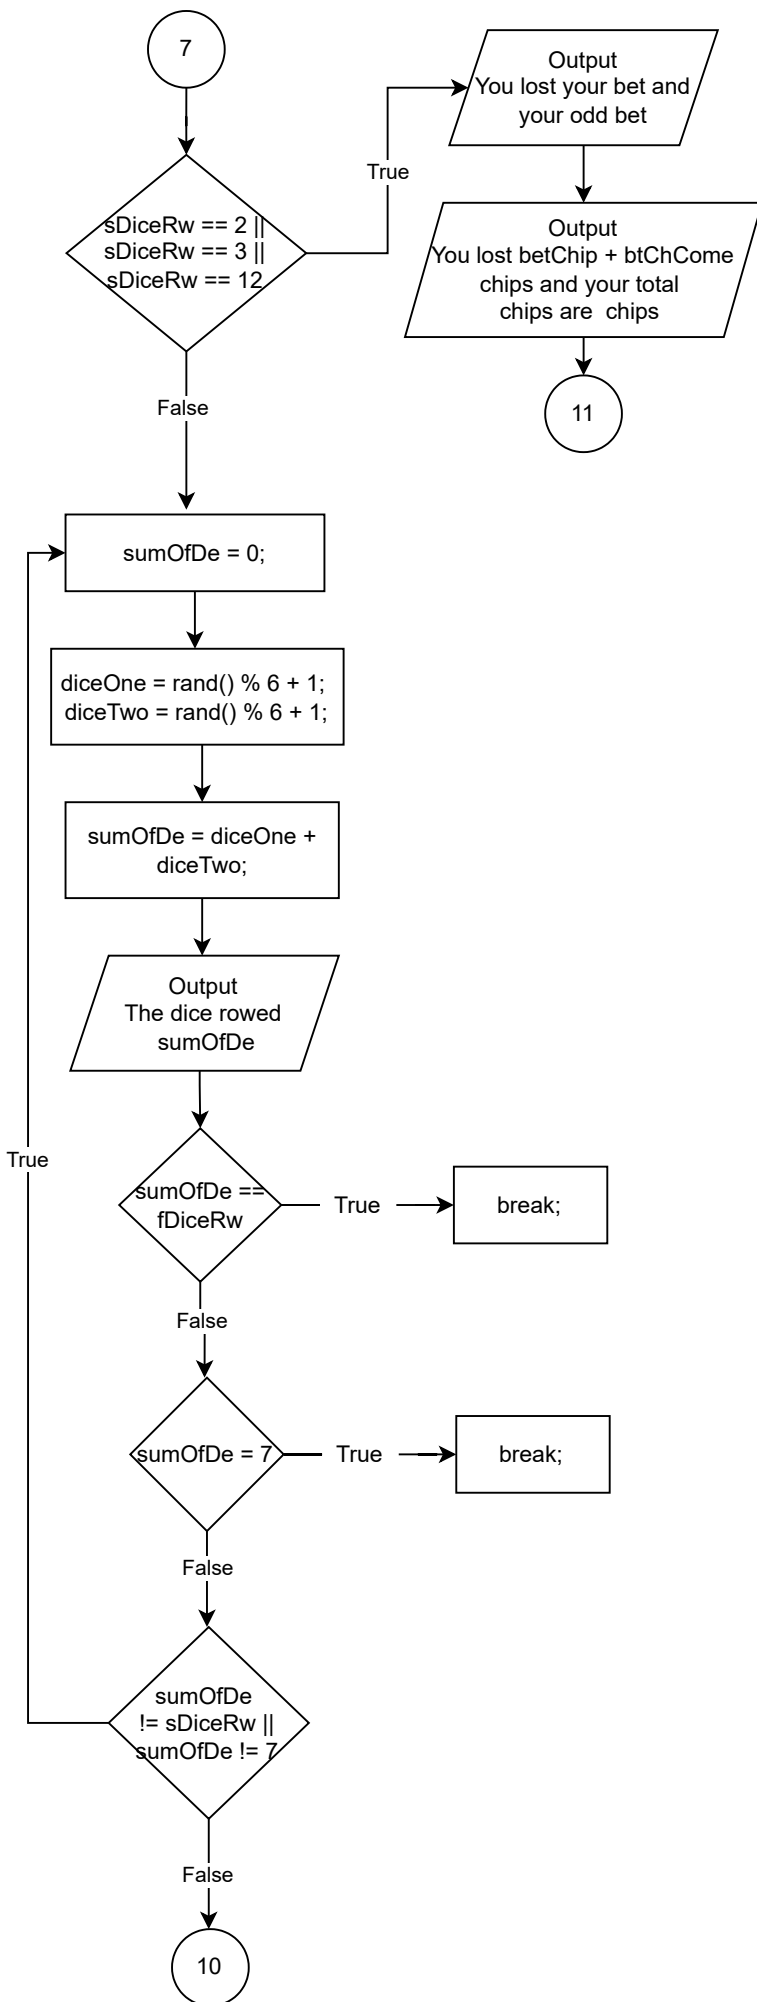 7
Output
You lost your bet and
your odd bet
True
sDiceRw == 2 ||
sDiceRw == 3 ||
sDiceRw == 12
Output
You lost betChip + btChCome
chips and your total
chips are  chips
False
11
sumOfDe = 0;
diceOne = rand() % 6 + 1;
diceTwo = rand() % 6 + 1;
sumOfDe = diceOne +
diceTwo;
Output
The dice rowed
sumOfDe
True
sumOfDe ==
fDiceRw
True
break;
False
sumOfDe = 7
True
break;
False
sumOfDe
!= sDiceRw ||
sumOfDe != 7
False
10